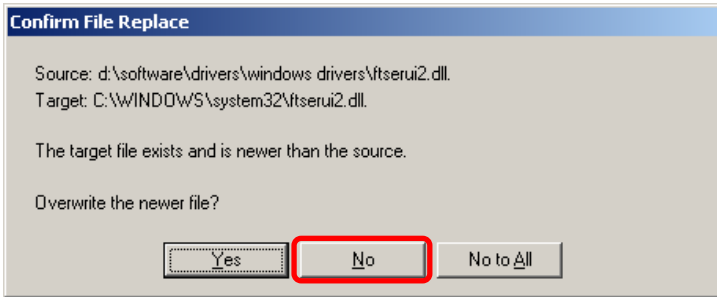 Confirm File Replace
Source: d:\software\drivers\windows drivers\ftserui2.dll.
Target: C:\WINDOWS\system32\ftserui2.dll.
The target file exists and is newer than the source.
Overwrite the newer file?
Yes No No to All